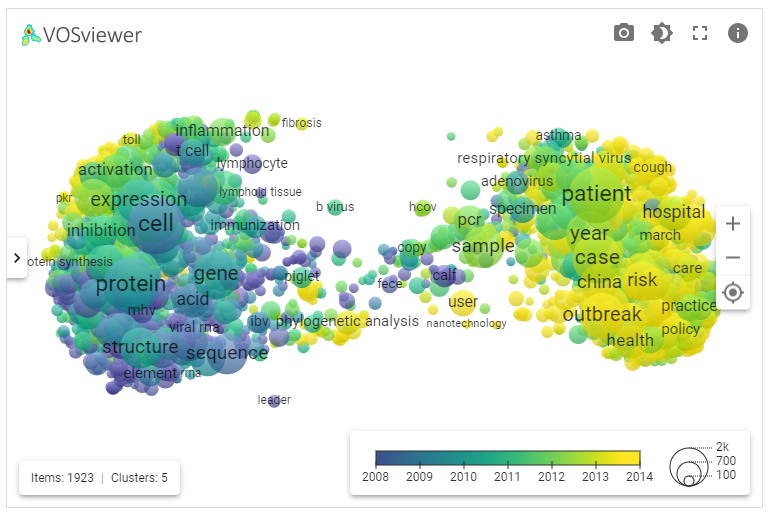 VOSviewer
fibrosis
inflammation
toll
asthma
t cell
respiratory syncytial virus
lymphocyte
cough
activation
adenovirus
lymphoid tissue
patient
pkr
expression
b virus
hcov
specimen
hospital
cell
immunization
pcr
inhibition
year
march
sample
copy
case
otein synthesis
care
gene
biglet
calf
china risk
protein
fece
acid
user
practice
mhv
outbreak
ibv
phylogenetic analysis
nanotechnology
viral rna
policy
structure
health
sequence
element
rna
leader
Items: 1923 | Clusters: 5
2008 2009 2010 2011 2012 2013 2014
2k
700
100